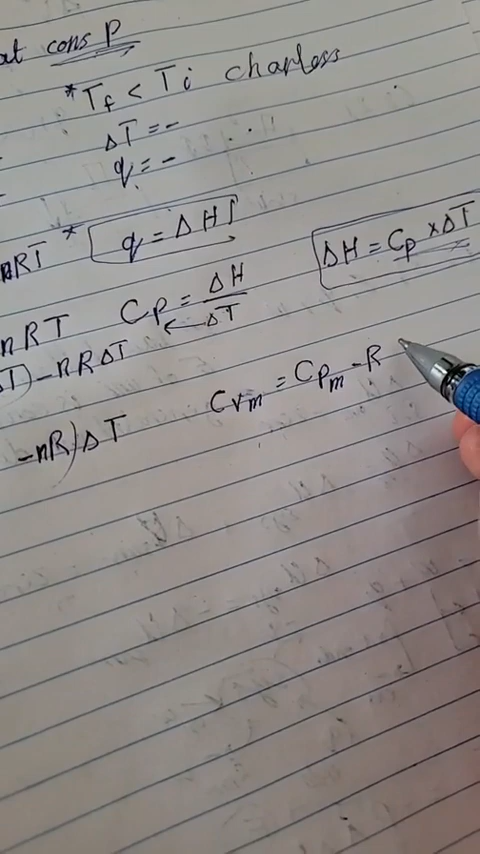 at cons P
*Tf < Ti charless
ΔT = -
q = -
nRT * q = ΔH
ΔH = Cp × ΔT
nRT Cp = ΔH/ΔT
T) - nRΔT
Cvm = Cpm - R
- nR) ΔT